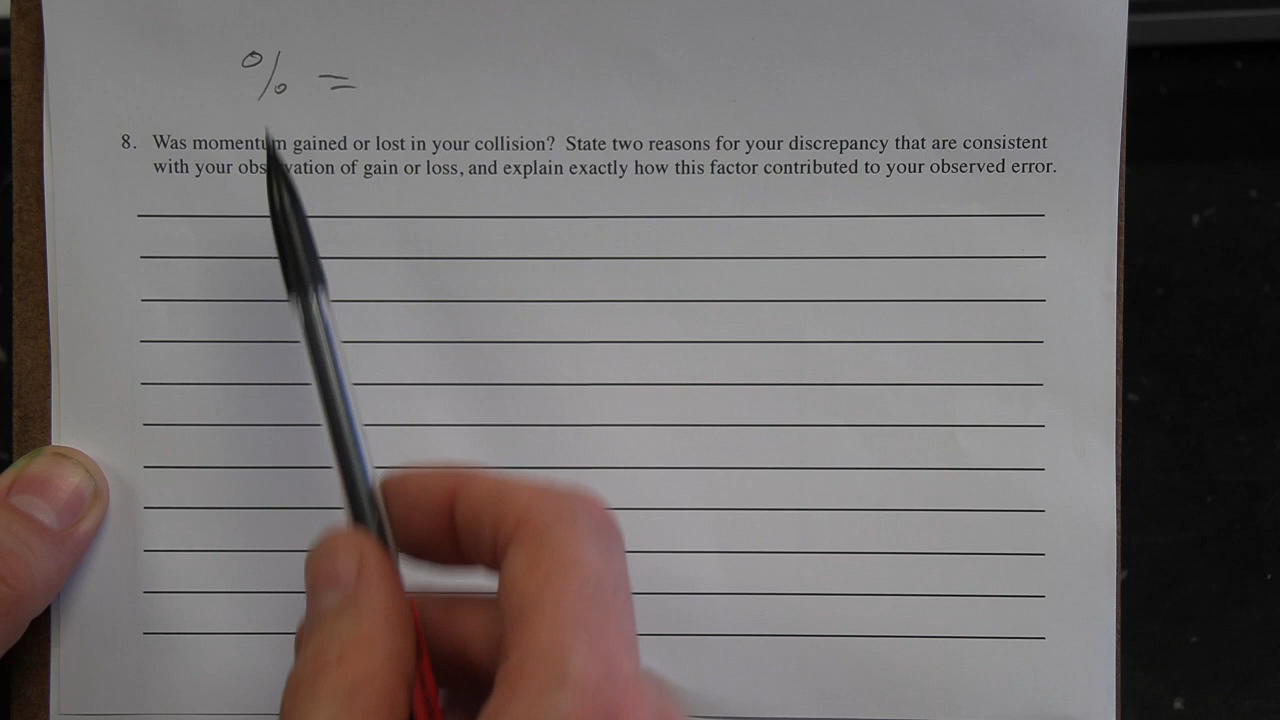 % =
8. Was momentum gained or lost in your collision? State two reasons for your discrepancy that are consistent
with your observation of gain or loss, and explain exactly how this factor contributed to your observed error.